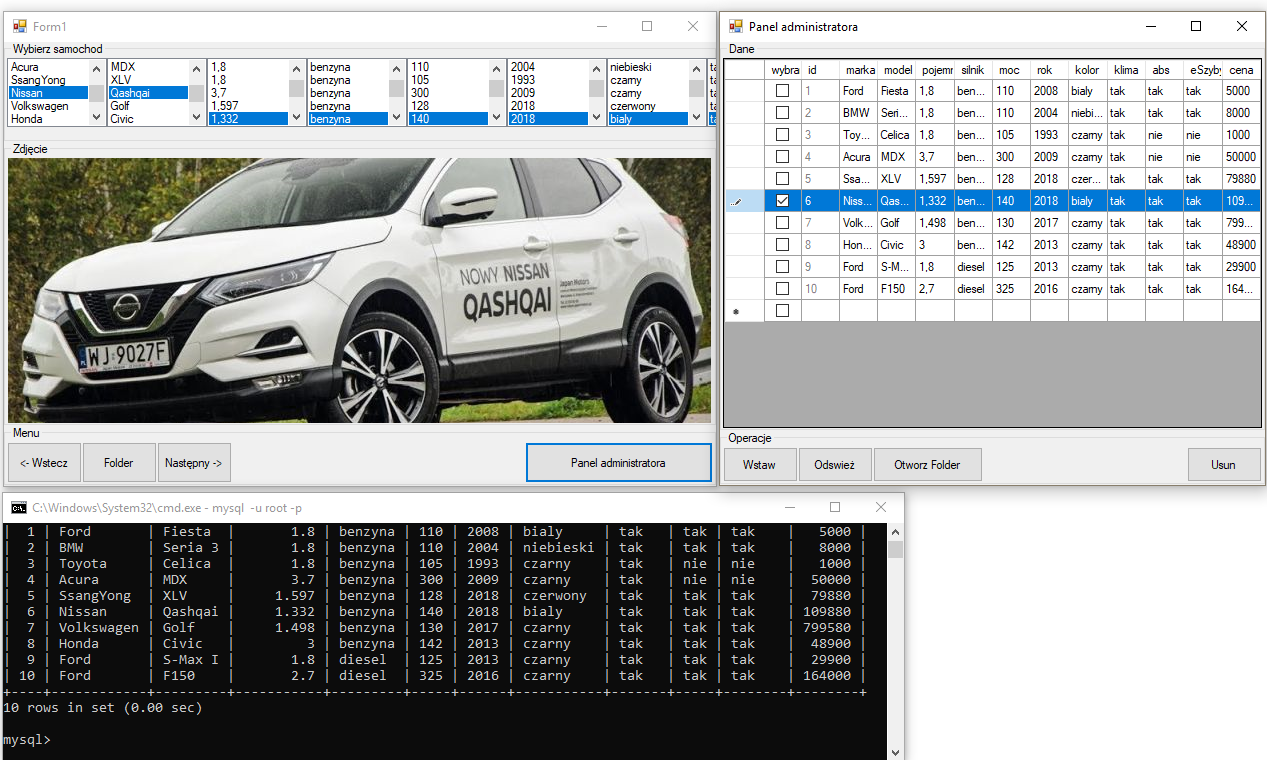 Form1
Wybierz samochod
Acura MDX 1,8 benzyna 110 2004 niebieski
SsangYong XLV 1,8 benzyna 105 1993 czarny
Nissan Qashqai 3,7 benzyna 300 2009 czarny
Volkswagen Golf 1,597 benzyna 128 2018 czerwony
Honda Civic 1,332 benzyna 140 2018 bialy
Zdjęcie
NOWY NISSAN
QASHQAI
Japan Motors
WJ 9027F
Menu
<- Wstecz Folder Następny -> Panel administratora
Panel administratora
Dane
wybra id marka model pojemr silnik moc rok kolor klima abs eSzyby cena
1 Ford Fiesta 1,8 ben... 110 2008 bialy tak tak tak 5000
2 BMW Seri... 1,8 ben... 110 2004 niebi... tak tak tak 8000
3 Toy... Celica 1,8 ben... 105 1993 czarny tak nie nie 1000
4 Acura MDX 3,7 ben... 300 2009 czarny tak nie nie 50000
5 Ssa... XLV 1,597 ben... 128 2018 czer... tak tak tak 79880
6 Niss... Qas... 1,332 ben... 140 2018 bialy tak tak tak 109...
7 Volk... Golf 1,498 ben... 130 2017 czarny tak tak tak 799...
8 Hon... Civic 3 ben... 142 2013 czarny tak tak tak 48900
9 Ford S-M... 1,8 diesel 125 2013 czarny tak tak tak 29900
10 Ford F150 2,7 diesel 325 2016 czarny tak tak tak 164...
Operacje
Wstaw Odswież Otworz Folder Usun
C:\Windows\System32\cmd.exe - mysql -u root -p
| 1 | Ford | Fiesta | 1.8 | benzyna | 110 | 2008 | bialy | tak | tak | tak | 5000 |
| 2 | BMW | Seria 3 | 1.8 | benzyna | 110 | 2004 | niebieski | tak | tak | tak | 8000 |
| 3 | Toyota | Celica | 1.8 | benzyna | 105 | 1993 | czarny | tak | nie | nie | 1000 |
| 4 | Acura | MDX | 3.7 | benzyna | 300 | 2009 | czarny | tak | nie | nie | 50000 |
| 5 | SsangYong | XLV | 1.597 | benzyna | 128 | 2018 | czerwony | tak | tak | tak | 79880 |
| 6 | Nissan | Qashqai | 1.332 | benzyna | 140 | 2018 | bialy | tak | tak | tak | 109880 |
| 7 | Volkswagen | Golf | 1.498 | benzyna | 130 | 2017 | czarny | tak | tak | tak | 799580 |
| 8 | Honda | Civic | 3 | benzyna | 142 | 2013 | czarny | tak | tak | tak | 48900 |
| 9 | Ford | S-Max I | 1.8 | diesel | 125 | 2013 | czarny | tak | tak | tak | 29900 |
| 10 | Ford | F150 | 2.7 | diesel | 325 | 2016 | czarny | tak | tak | tak | 164000 |
+----+------------+---------+-----------+---------+-----+------+-----------+-------+-----+--------+--------+
10 rows in set (0.00 sec)
mysql>